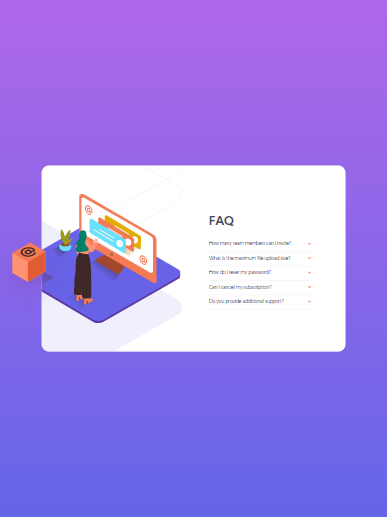 FAQ
How many team members can I invite?
What is the maximum file upload size?
How do I reset my password?
Can I cancel my subscription?
Do you provide additional support?